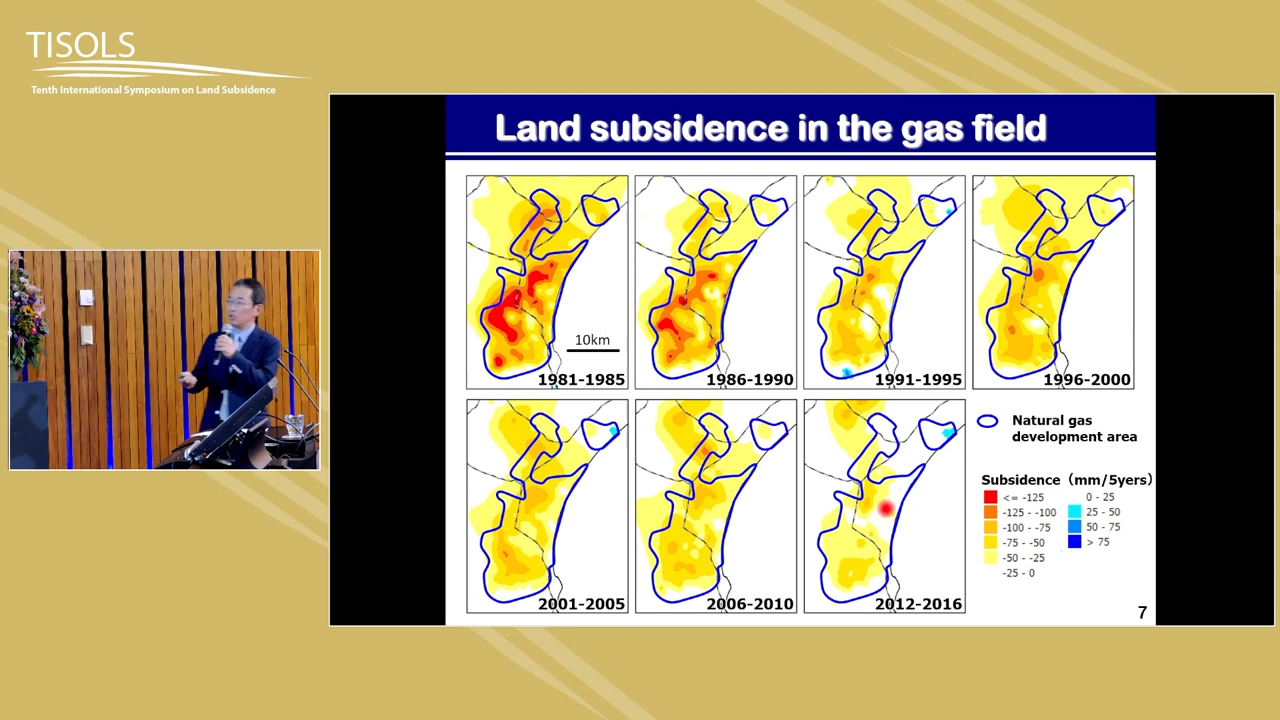 TISOLS
Tenth International Symposium on Land Subsidence
Land subsidence in the gas field
10km
1981-1985
1986-1990
1991-1995
1996-2000
2001-2005
2006-2010
2012-2016
Natural gas
development area
Subsidence (mm/5yers)
<= -125
-125 - -100
-100 - -75
-75 - -50
-50 - -25
-25 - 0
0 - 25
25 - 50
50 - 75
> 75
7